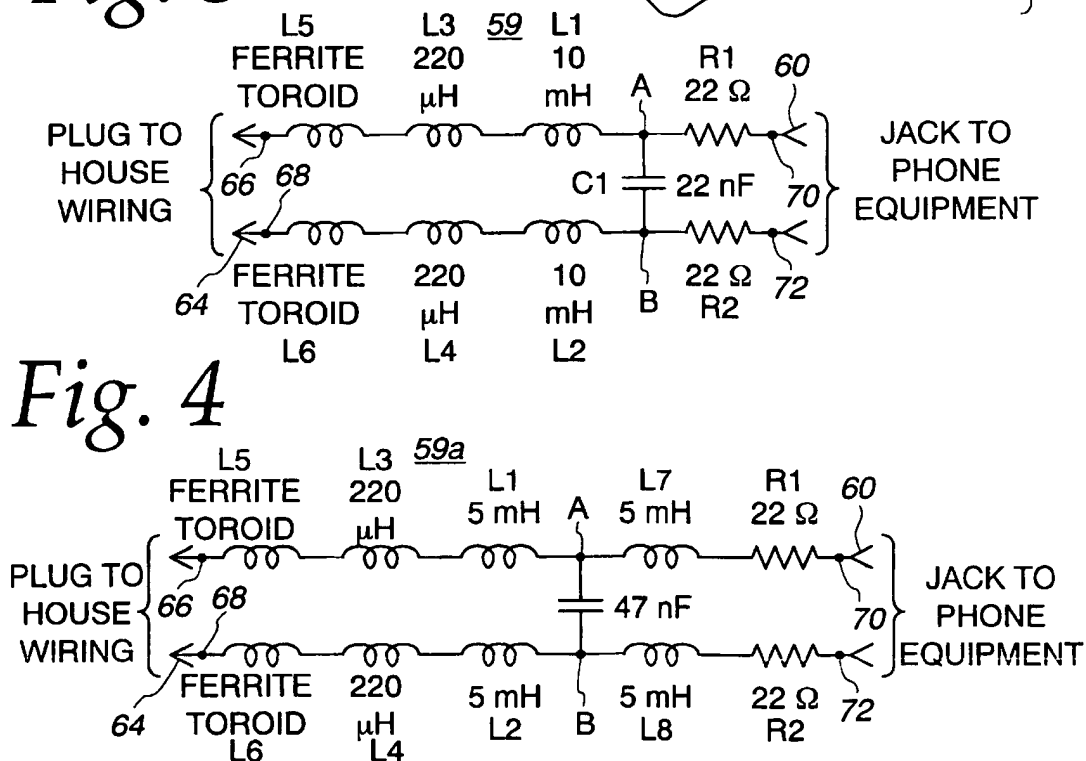 L5 L3 59 L1
FERRITE 220 10 R1 60
TOROID μH mH A 22 Ω
PLUG TO HOUSE WIRING
66 68
C1 22 nF
70
JACK TO PHONE EQUIPMENT
64 FERRITE 220 10 22 Ω 72
TOROID μH mH B R2
L6 L4 L2
Fig. 4
59a
L5 L3 L1 L7 R1 60
FERRITE 220 5 mH A 5 mH 22 Ω
TOROID μH
PLUG TO HOUSE WIRING
66 68
47 nF
70
JACK TO PHONE EQUIPMENT
64 FERRITE 220 5 mH B 5 mH 22 Ω 72
TOROID μH L2 L8 R2
L6 L4